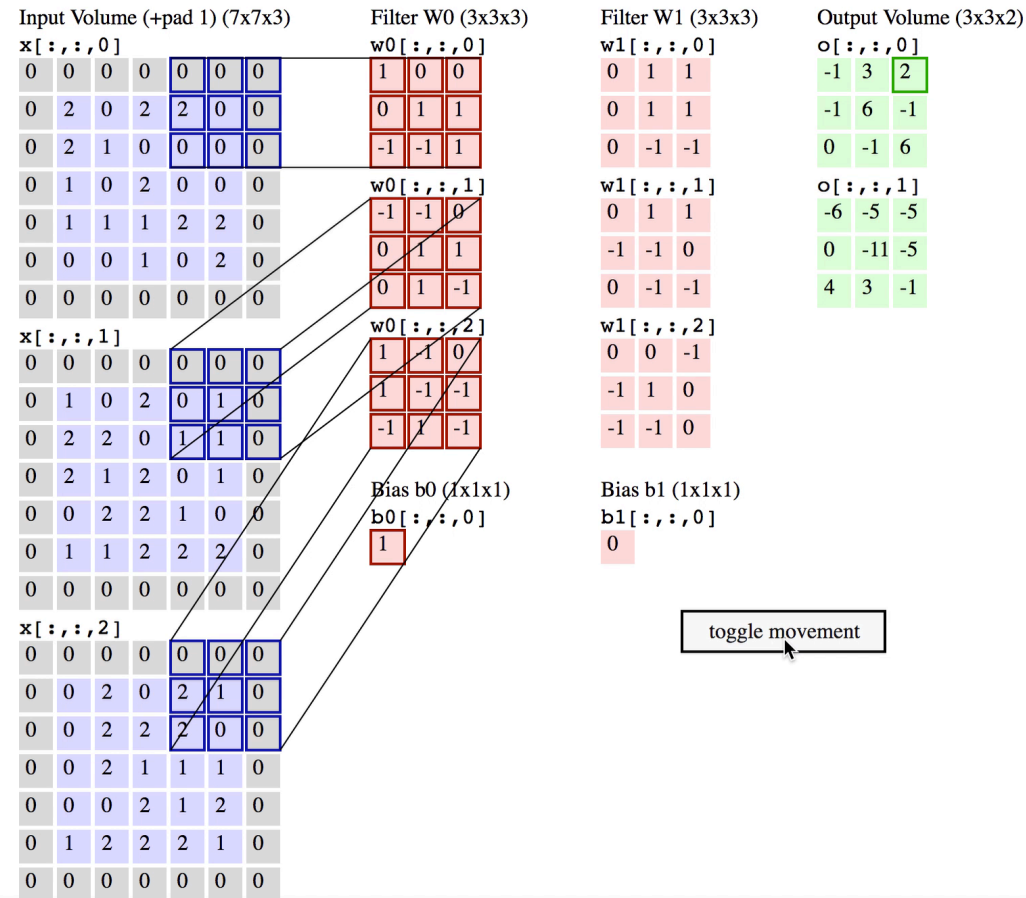 Input Volume (+pad 1) (7x7x3)
x[:,:,0]
0 0 0 0 0 0 0
0 2 0 2 2 0 0
0 2 1 0 0 0 0
0 1 0 2 0 0 0
0 1 1 1 2 2 0
0 0 0 1 0 2 0
0 0 0 0 0 0 0
x[:,:,1]
0 0 0 0 0 0 0
0 1 0 2 0 1 0
0 2 2 0 1 1 0
0 2 1 2 0 1 0
0 0 2 2 1 0 0
0 1 1 2 2 2 0
0 0 0 0 0 0 0
x[:,:,2]
0 0 0 0 0 0 0
0 0 2 0 2 1 0
0 0 2 2 2 0 0
0 0 2 1 1 1 0
0 0 0 2 1 2 0
0 1 2 2 2 1 0
0 0 0 0 0 0 0
Filter W0 (3x3x3)
w0[:,:,0]
1 0 0
0 1 1
-1 -1 1
w0[:,:,1]
-1 -1 0
0 1 1
0 1 -1
w0[:,:,2]
1 -1 0
1 -1 -1
-1 1 -1
Bias b0 (1x1x1)
b0[:,:,0]
1
Filter W1 (3x3x3)
w1[:,:,0]
0 1 1
0 1 1
0 -1 -1
w1[:,:,1]
0 1 1
-1 -1 0
0 -1 -1
w1[:,:,2]
0 0 -1
-1 1 0
-1 -1 0
Bias b1 (1x1x1)
b1[:,:,0]
0
Output Volume (3x3x2)
o[:,:,0]
-1 3 2
-1 6 -1
0 -1 6
o[:,:,1]
-6 -5 -5
0 -11 -5
4 3 -1
toggle movement